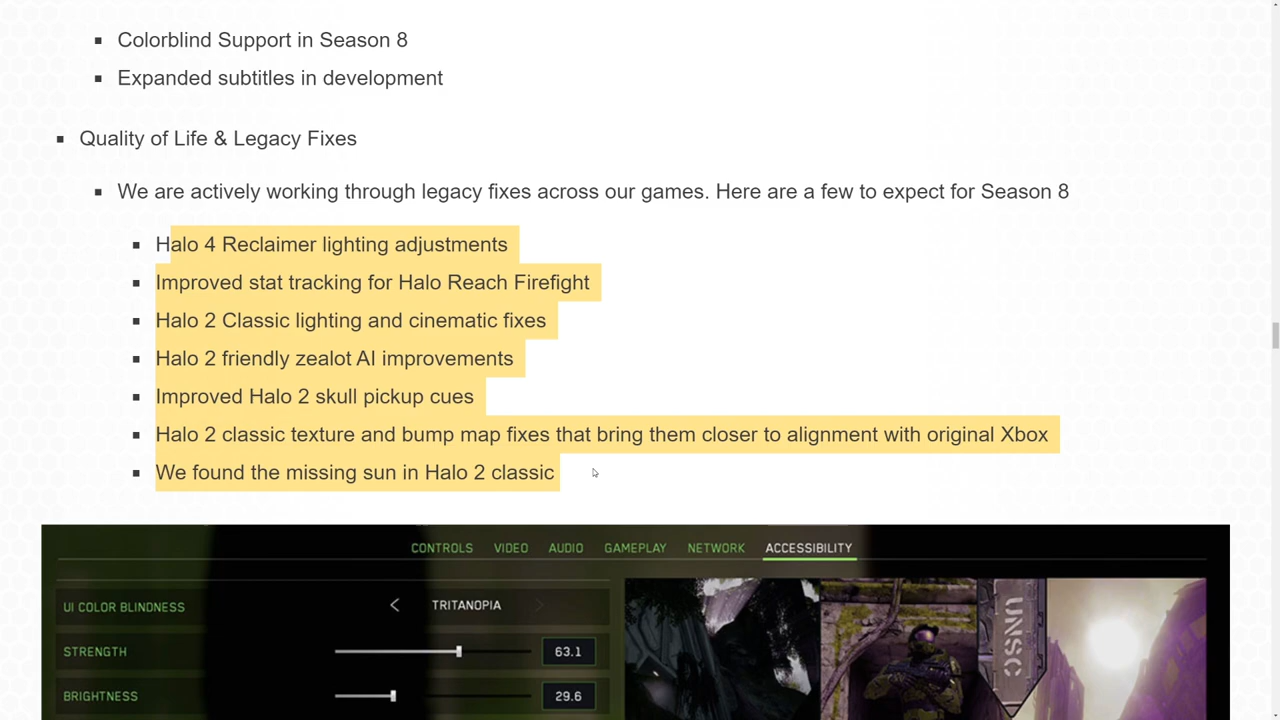 Colorblind Support in Season 8
Expanded subtitles in development
Quality of Life & Legacy Fixes
We are actively working through legacy fixes across our games. Here are a few to expect for Season 8
Halo 4 Reclaimer lighting adjustments
Improved stat tracking for Halo Reach Firefight
Halo 2 Classic lighting and cinematic fixes
Halo 2 friendly zealot AI improvements
Improved Halo 2 skull pickup cues
Halo 2 classic texture and bump map fixes that bring them closer to alignment with original Xbox
We found the missing sun in Halo 2 classic
CONTROLS VIDEO AUDIO GAMEPLAY NETWORK ACCESSIBILITY
UI COLOR BLINDNESS TRITANOPIA
STRENGTH 63.1
BRIGHTNESS 29.6
UNSC